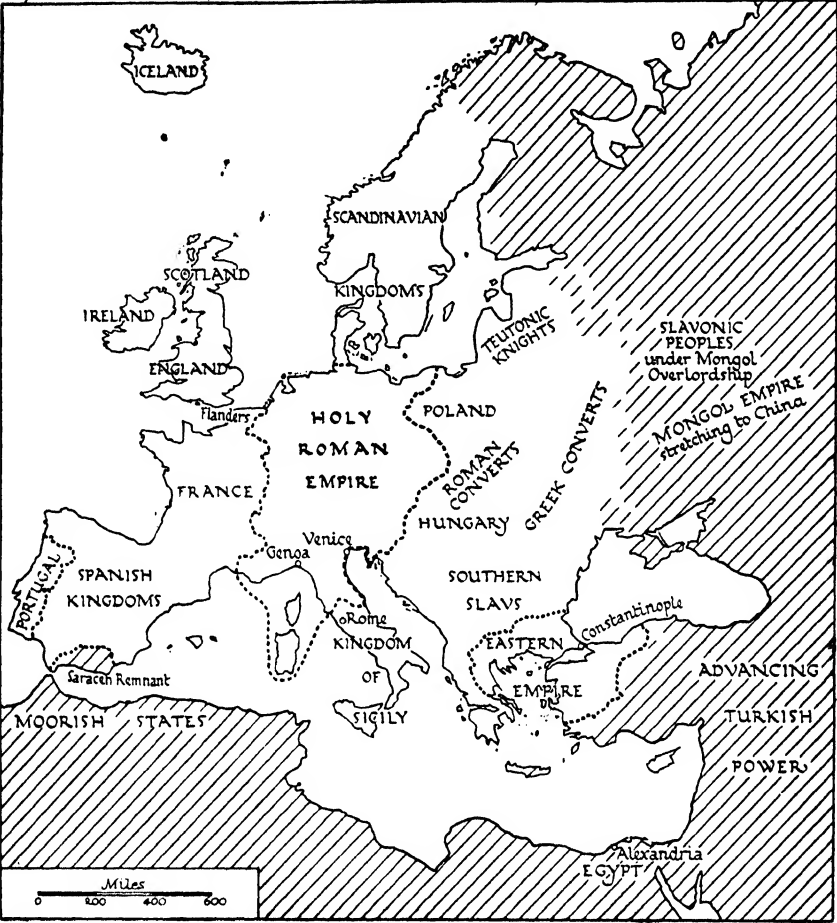 ICELAND
SCANDINAVIAN
KINGDOMS
SCOTLAND
IRELAND
ENGLAND
TEUTONIC
KNIGHTS
SLAVONIC
PEOPLES
under Mongol
Overlordship
MONGOL EMPIRE
stretching to China
Flanders
HOLY
ROMAN
EMPIRE
POLAND
ROMAN
CONVERTS
GREEK CONVERTS
FRANCE
HUNGARY
Venice
Genoa
PORTUGAL
SPANISH
KINGDOMS
SOUTHERN
SLAVS
Constantinople
Rome
KINGDOM
OF
SICILY
EASTERN
EMPIRE
Saracen Remnant
MOORISH STATES
ADVANCING
TURKISH
POWER
Alexandria
EGYPT
Miles
0 200 400 600